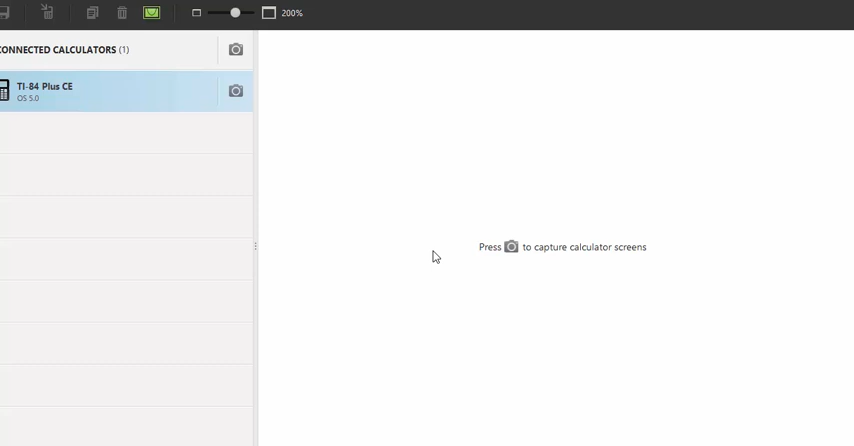 200%
CONNECTED CALCULATORS (1)
TI-84 Plus CE
OS 5.0
Press to capture calculator screens